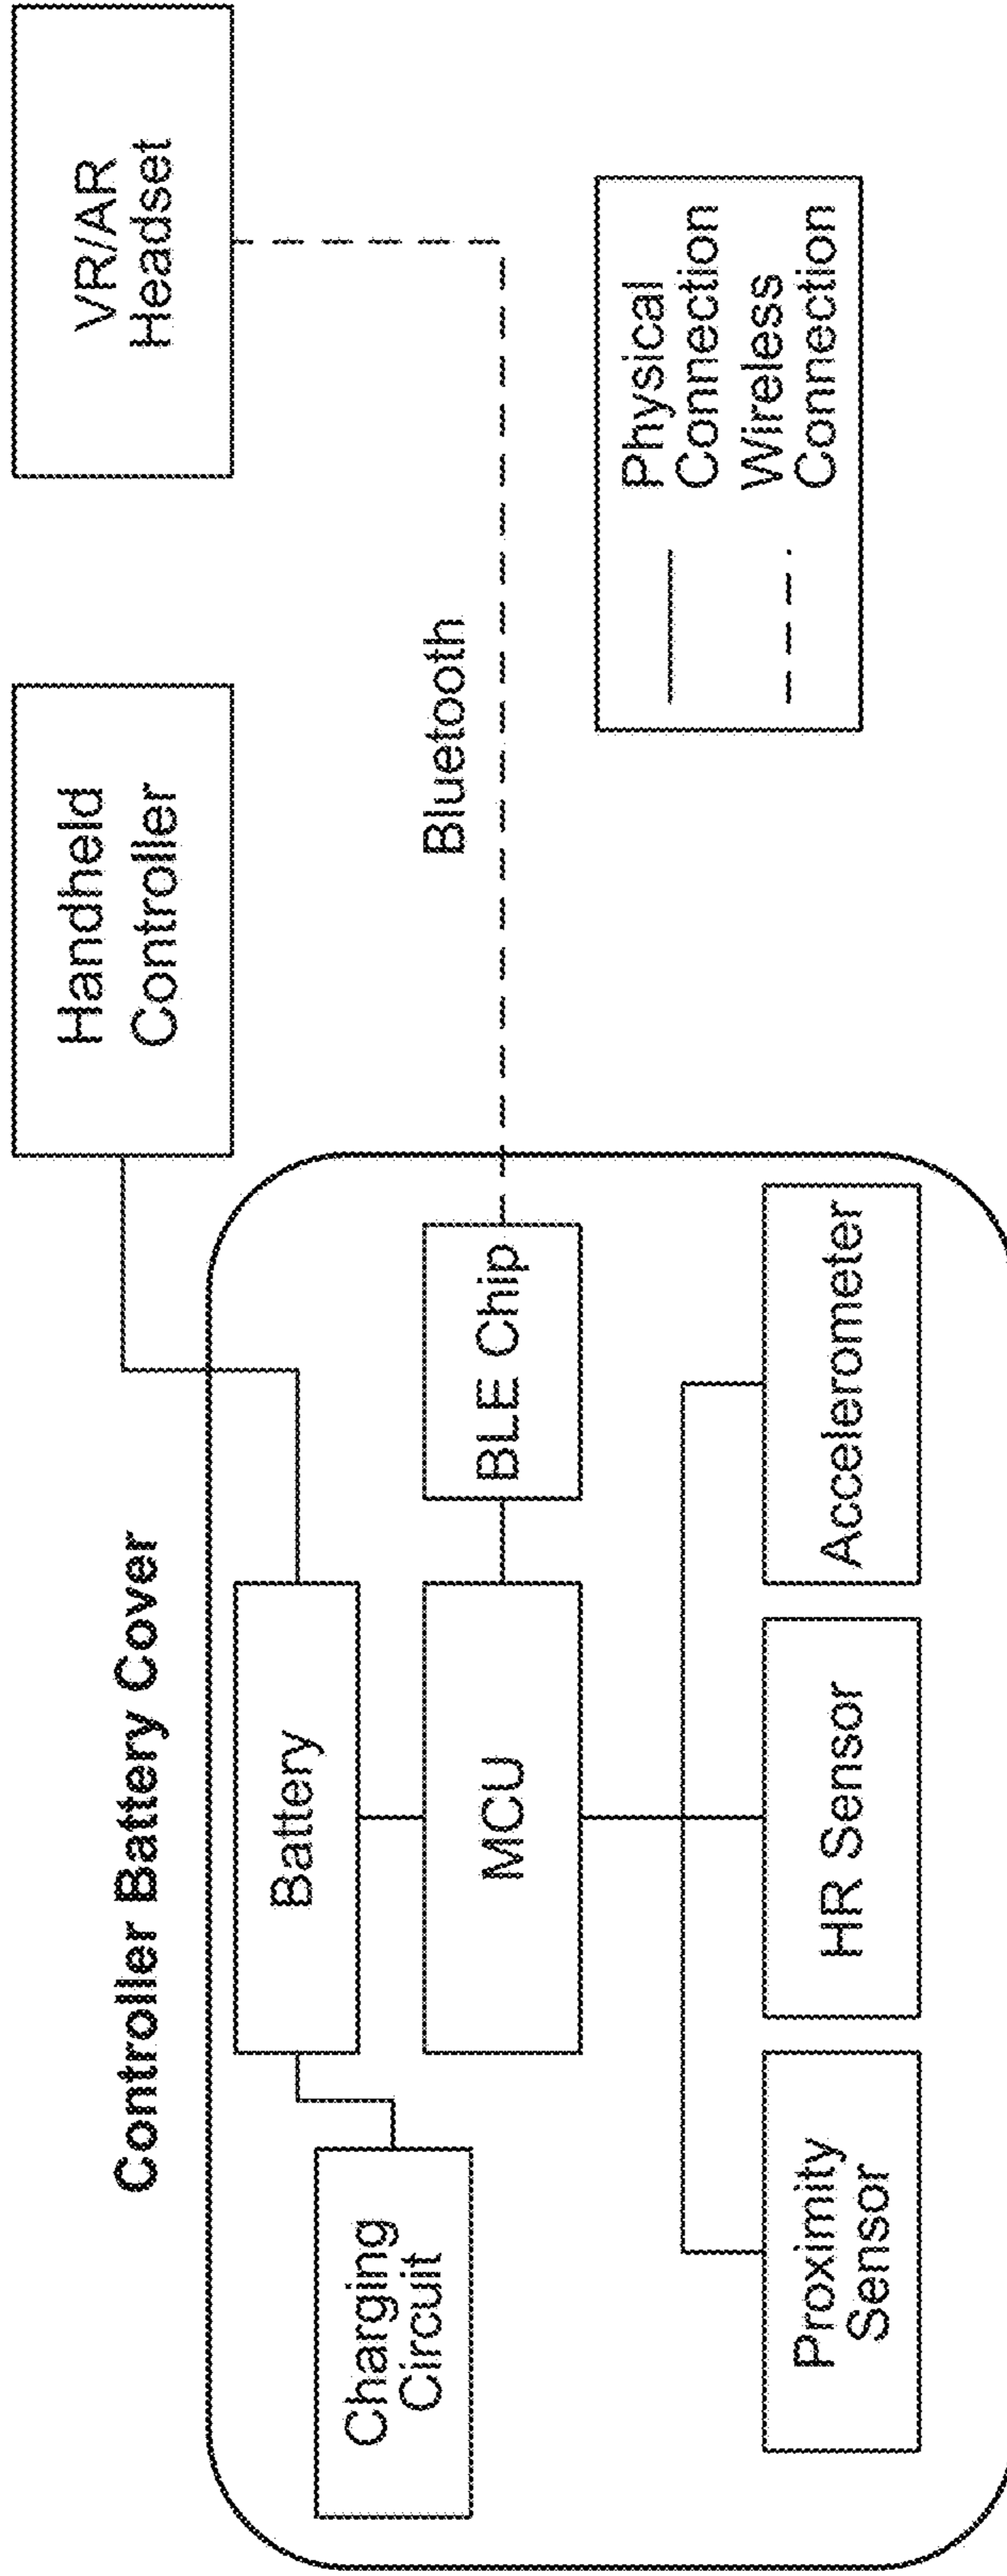 Controller Battery Cover
Handheld
Controller
VR/AR
Headset
Battery
Charging
Circuit
MCU
BLE Chip
Bluetooth
Proximity
Sensor
HR Sensor
Accelerometer
Physical
Connection
Wireless
Connection